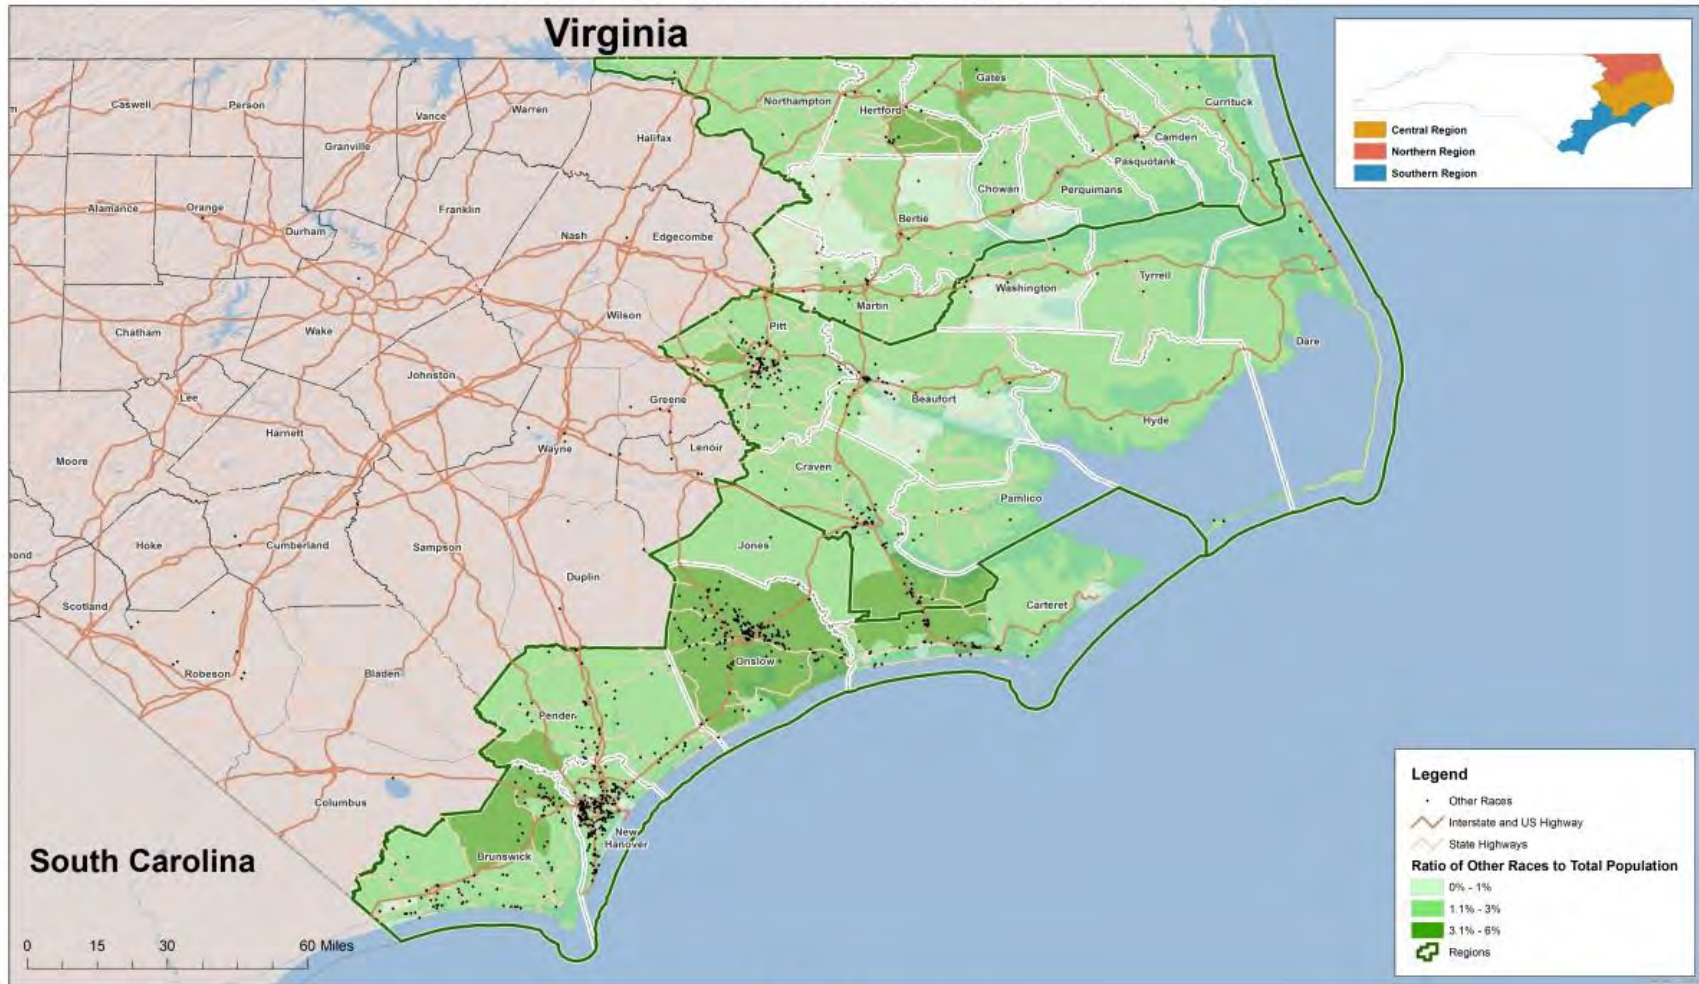 Virginia
Caswell
Person
Vance
Warren
Granville
Halifax
Northampton
Hertford
Gates
Currituck
Camden
Pasquotank
Chowan
Perquimans
Alamance
Orange
Durham
Franklin
Nash
Edgecombe
Bertie
Martin
Washington
Tyrrell
Dare
Chatham
Wake
Wilson
Pitt
Johnston
Lee
Greene
Beaufort
Hyde
Harnett
Moore
Wayne
Lenoir
Craven
Pamlico
ond
Hoke
Cumberland
Sampson
Jones
Duplin
Scotland
Carteret
Robeson
Bladen
Onslow
Pender
Columbus
New
Hanover
Brunswick
South Carolina
0 15 30 60 Miles
Central Region
Northern Region
Southern Region
Legend
Other Races
Interstate and US Highway
State Highways
Ratio of Other Races to Total Population
0% - 1%
1.1% - 3%
3.1% - 6%
Regions